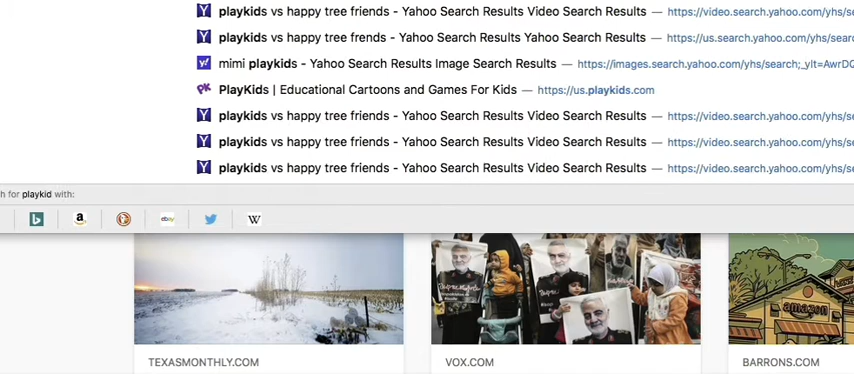 playkids vs happy tree friends - Yahoo Search Results Video Search Results — https://video.search.yahoo.com/yhs/se
playkids vs happy tree frends - Yahoo Search Results Yahoo Search Results — https://us.search.yahoo.com/yhs/sear
mimi playkids - Yahoo Search Results Image Search Results — https://images.search.yahoo.com/yhs/search;_ylt=AwrDQ
PK PlayKids | Educational Cartoons and Games For Kids — https://us.playkids.com
playkids vs happy tree friends - Yahoo Search Results Video Search Results — https://video.search.yahoo.com/yhs/se
playkids vs happy tree friends - Yahoo Search Results Video Search Results — https://video.search.yahoo.com/yhs/se
playkids vs happy tree friends - Yahoo Search Results Video Search Results — https://video.search.yahoo.com/yhs/se
h for playkid with:
b a ebay W
amazon
TEXASMONTHLY.COM VOX.COM BARRONS.COM